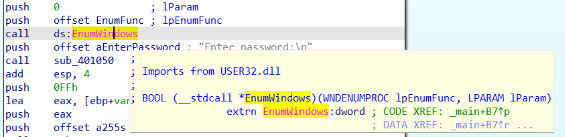 push    0               ; lParam
push    offset EnumFunc ; lpEnumFunc
call    ds:EnumWindows
push    offset aEnterPassword ; "Enter password:\n"
call    sub_401050
add     esp, 4
push    0FFh
lea     eax, [ebp+var
push    eax
push    offset a255s
;
; Imports from USER32.dll
;
; BOOL (__stdcall *EnumWindows)(WNDENUMPROC lpEnumFunc, LPARAM lParam)
extrn EnumWindows:dword ; CODE XREF: _main+B7↑p
; DATA XREF: _main+B7↑r ...